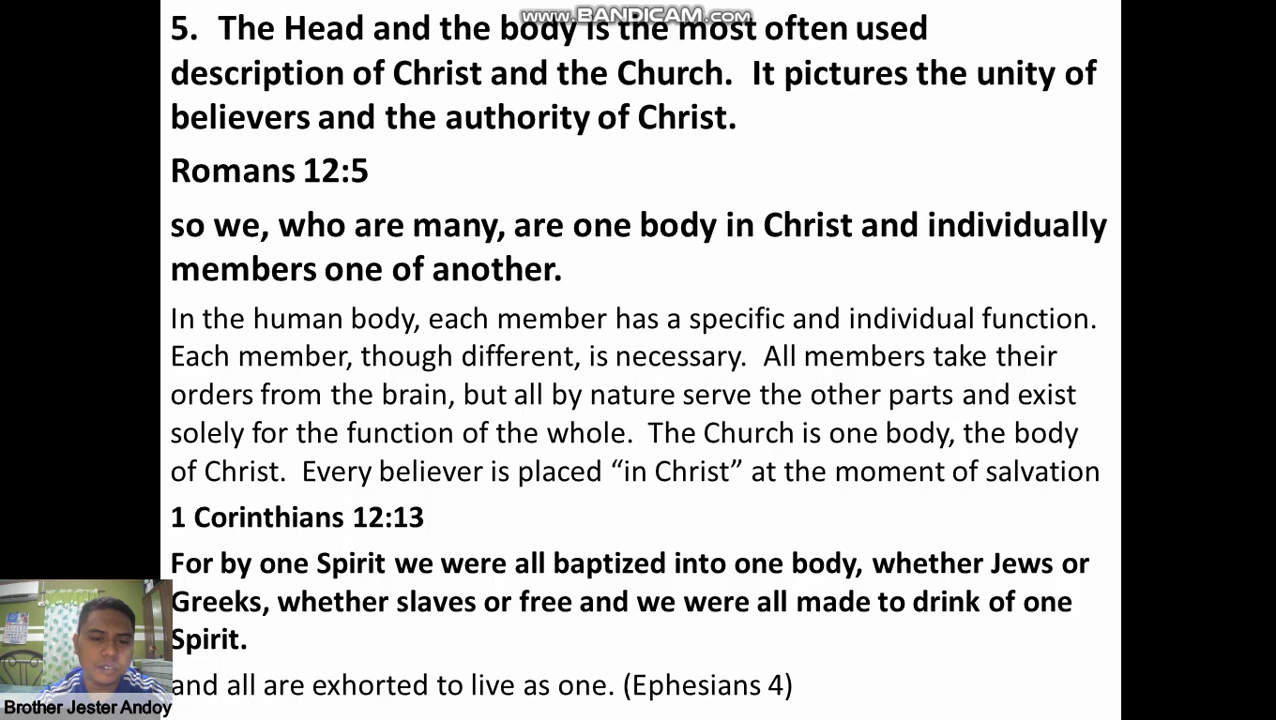 www.BANDICAM.com
5. The Head and the body is the most often used
description of Christ and the Church. It pictures the unity of
believers and the authority of Christ.
Romans 12:5
so we, who are many, are one body in Christ and individually
members one of another.
In the human body, each member has a specific and individual function.
Each member, though different, is necessary. All members take their
orders from the brain, but all by nature serve the other parts and exist
solely for the function of the whole. The Church is one body, the body
of Christ. Every believer is placed “in Christ” at the moment of salvation
1 Corinthians 12:13
For by one Spirit we were all baptized into one body, whether Jews or
Greeks, whether slaves or free and we were all made to drink of one
Spirit.
and all are exhorted to live as one. (Ephesians 4)
Brother Jester Andoy